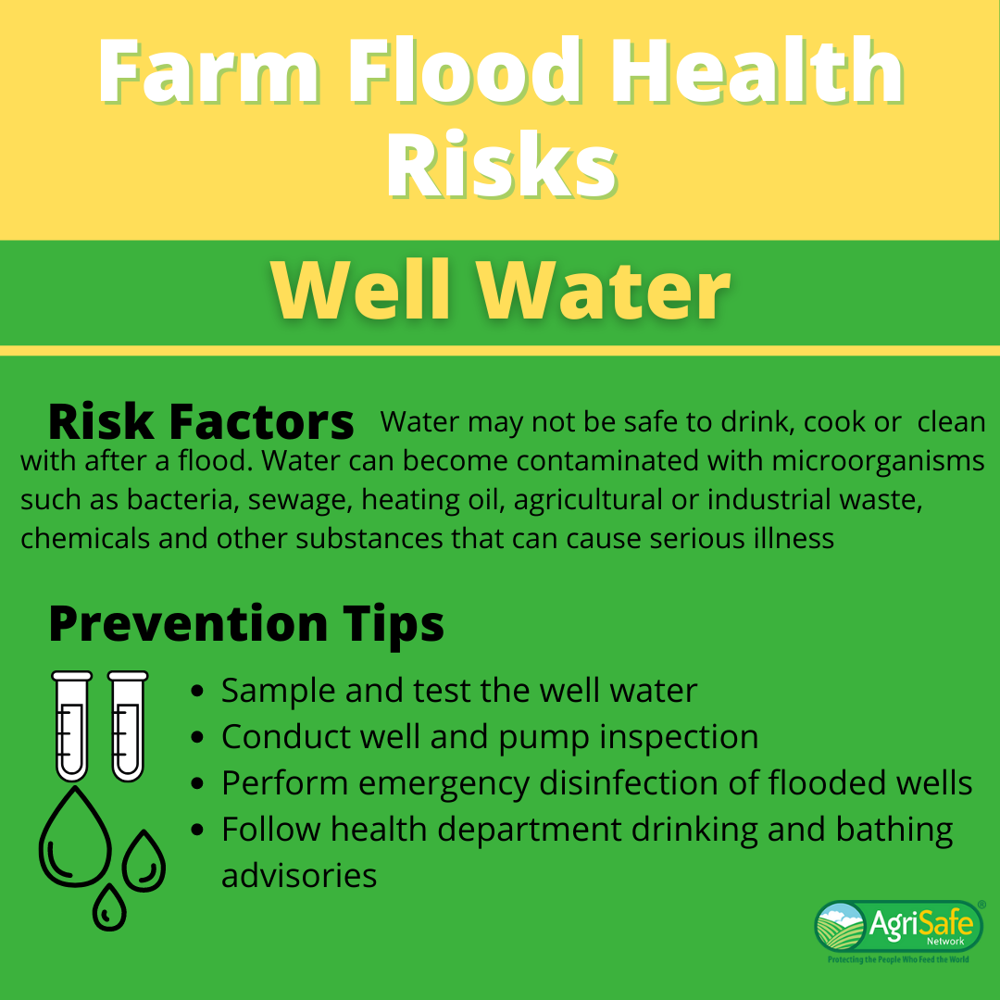 Farm Flood Health
Risks
Well Water
Risk Factors Water may not be safe to drink, cook or clean
with after a flood. Water can become contaminated with microorganisms
such as bacteria, sewage, heating oil, agricultural or industrial waste,
chemicals and other substances that can cause serious illness
Prevention Tips
• Sample and test the well water
• Conduct well and pump inspection
• Perform emergency disinfection of flooded wells
• Follow health department drinking and bathing
advisories
AgriSafe ®
Network
Protecting the People Who Feed the World